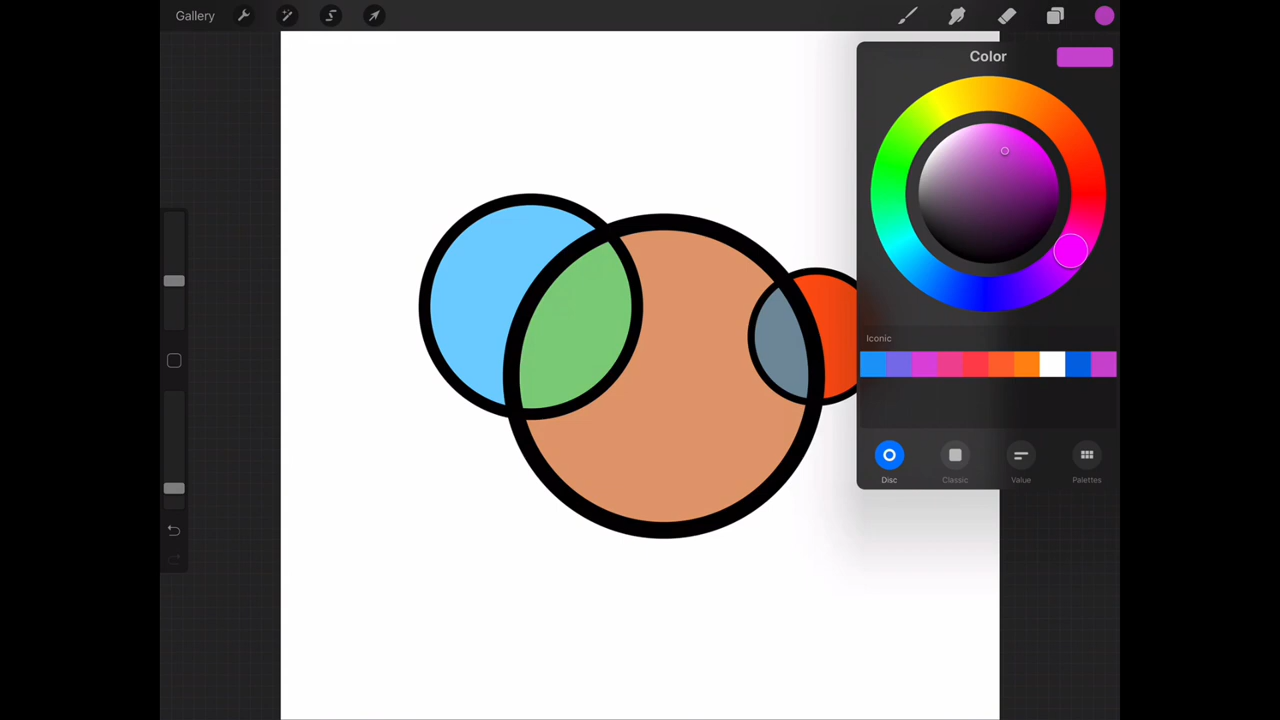 Gallery
Color
Iconic
Disc
Classic
Value
Palettes